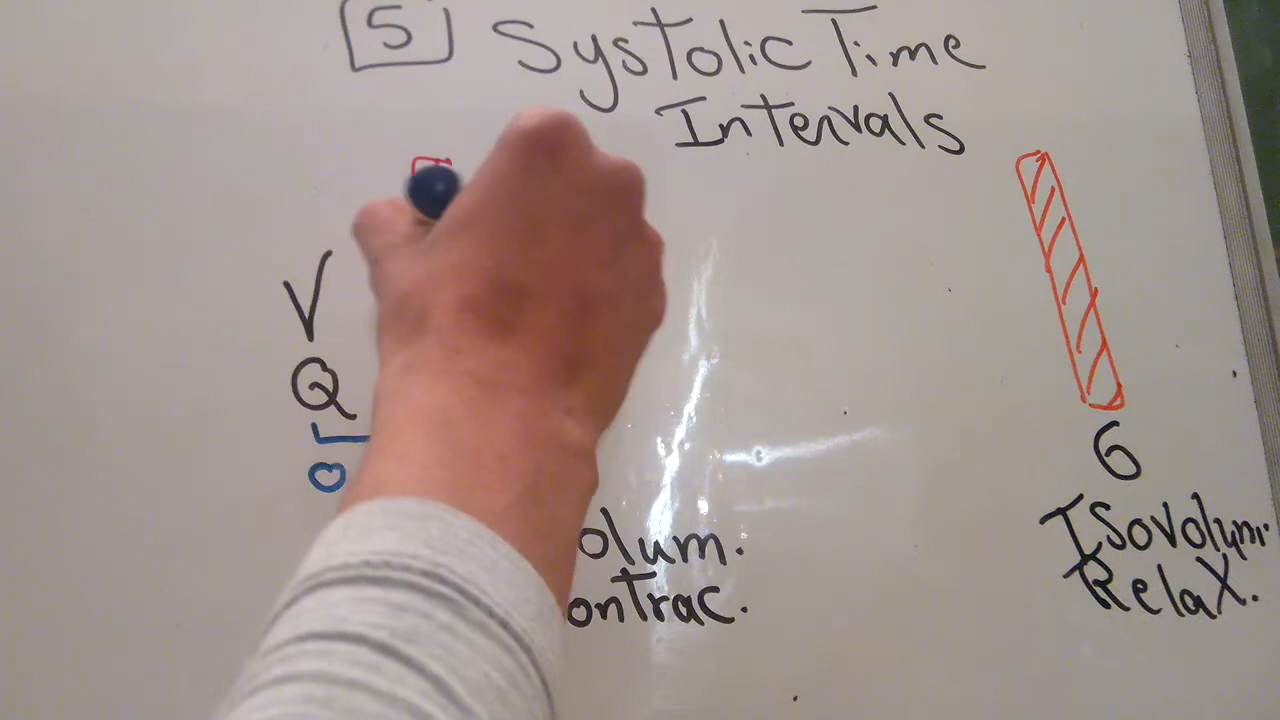 5 Systolic Time
Intervals
V
Q
6
olum.
ontrac.
Isovolum.
Relax.